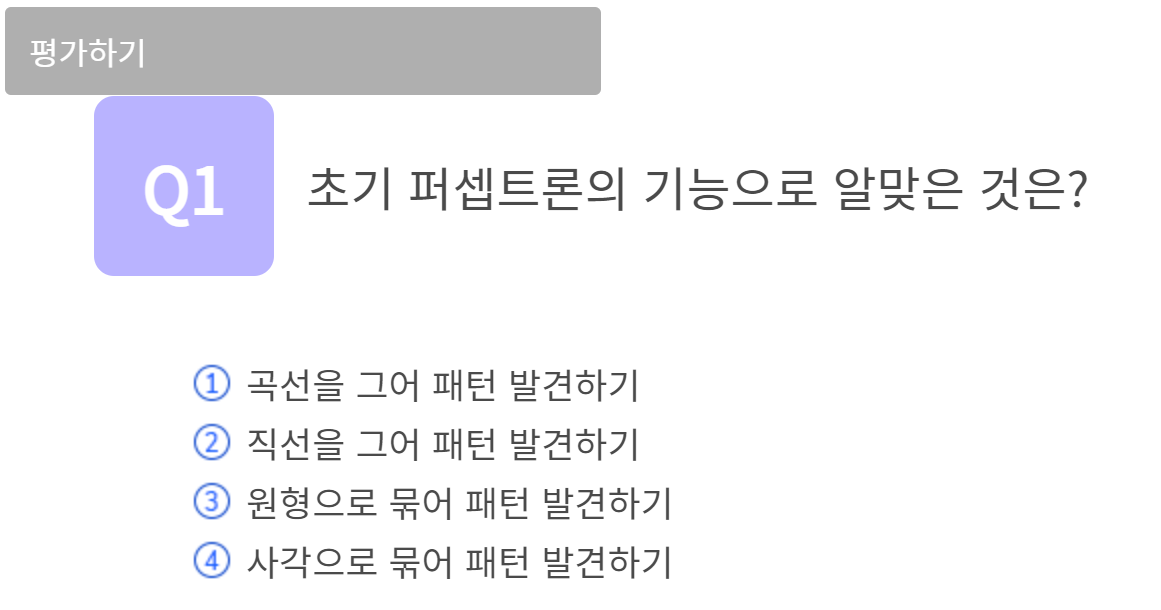 평가하기
Q1
초기 퍼셉트론의 기능으로 알맞은 것은?
① 곡선을 그어 패턴 발견하기
② 직선을 그어 패턴 발견하기
③ 원형으로 묶어 패턴 발견하기
④ 사각으로 묶어 패턴 발견하기